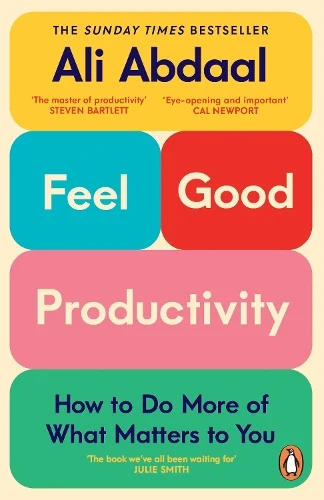 THE SUNDAY TIMES BESTSELLER
Ali Abdaal
'The master of productivity' 'Eye-opening and important'
STEVEN BARTLETT CAL NEWPORT
Feel Good
Productivity
How to Do More of
What Matters to You
'The book we've all been waiting for'
JULIE SMITH